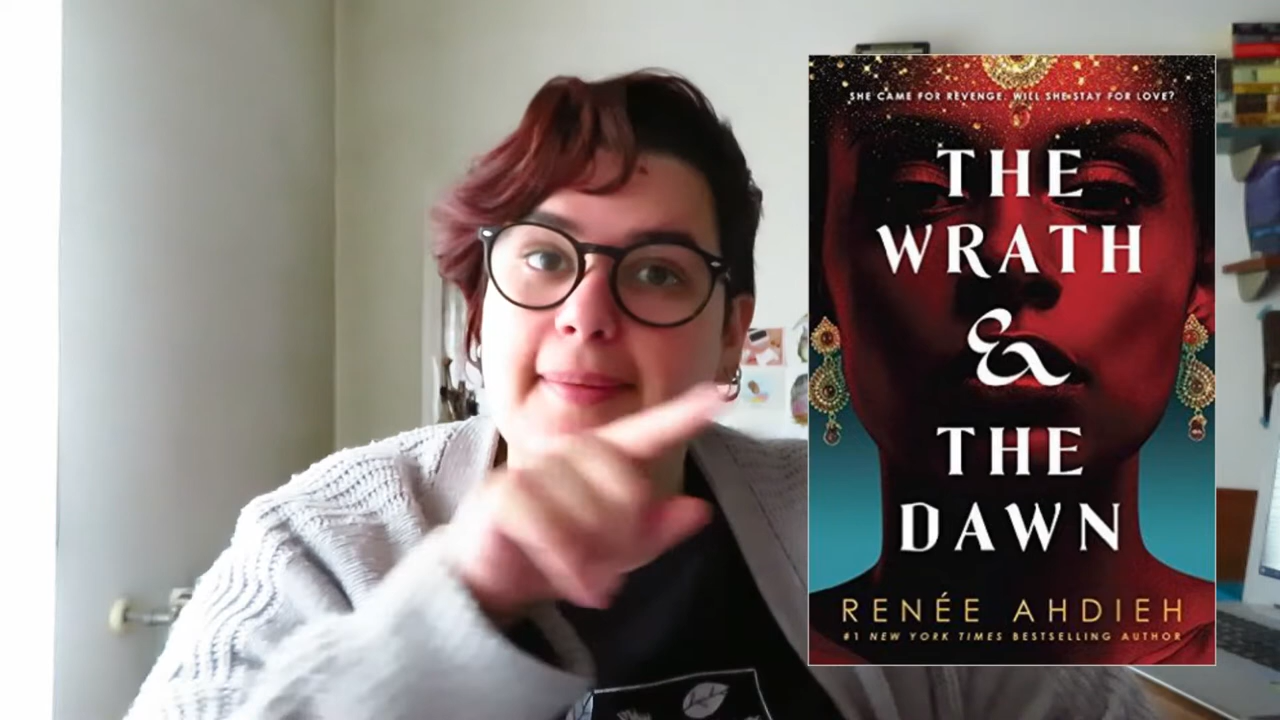 SHE CAME FOR REVENGE. WILL SHE STAY FOR LOVE?
THE
WRATH
&
THE
DAWN
RENÉE AHDIEH
#1 NEW YORK TIMES BESTSELLING AUTHOR